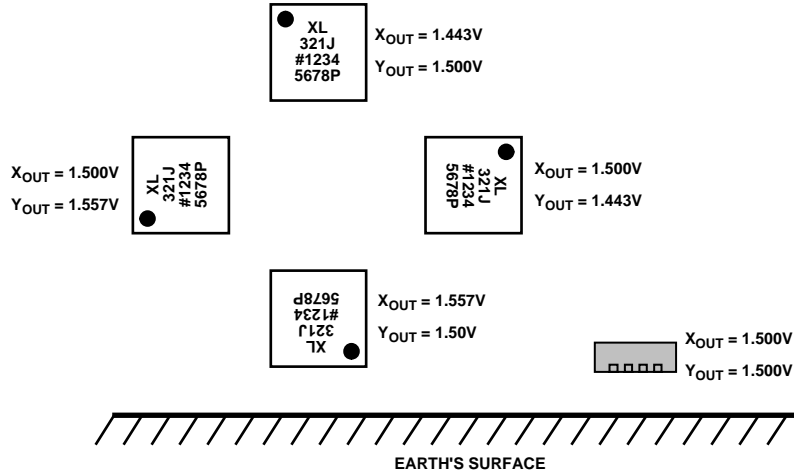 XL
321J
#1234
5678P
XOUT = 1.443V
YOUT = 1.500V
XOUT = 1.500V
YOUT = 1.557V
XL
321J
#1234
5678P
XL
321J
#1234
5678P
XOUT = 1.500V
YOUT = 1.443V
XL
321J
#1234
5678P
XOUT = 1.557V
YOUT = 1.50V
XOUT = 1.500V
YOUT = 1.500V
EARTH'S SURFACE